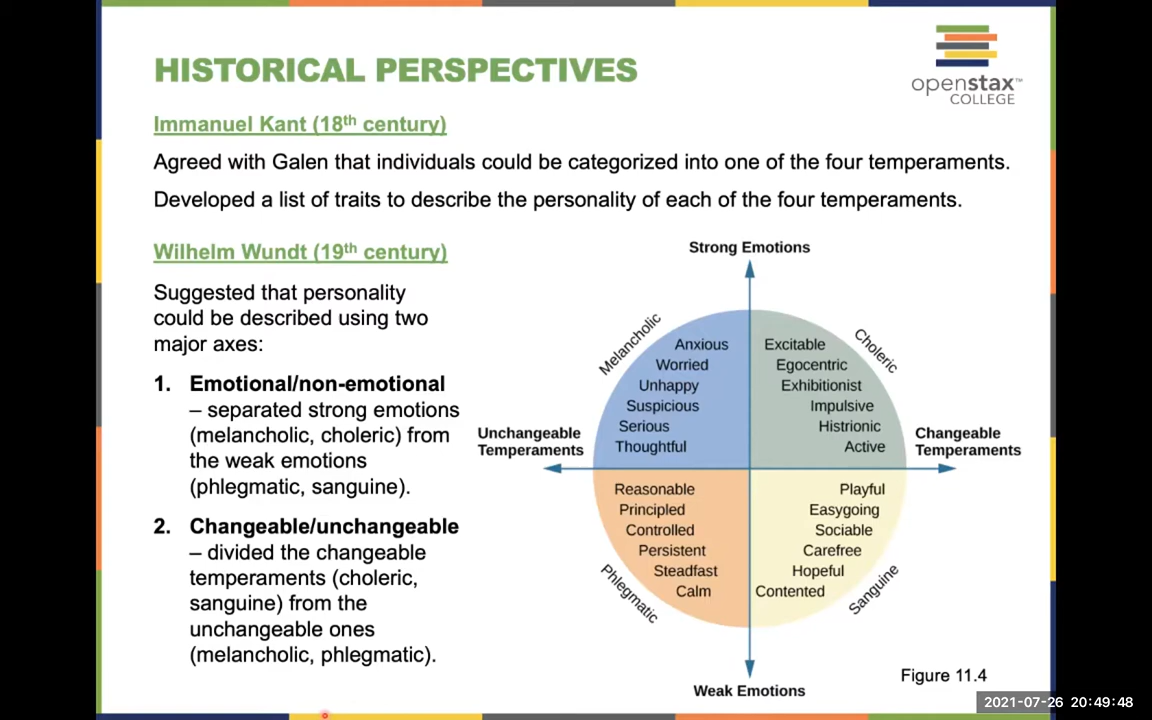 HISTORICAL PERSPECTIVES
openstax™
COLLEGE
Immanuel Kant (18th century)
Agreed with Galen that individuals could be categorized into one of the four temperaments.
Developed a list of traits to describe the personality of each of the four temperaments.
Wilhelm Wundt (19th century)
Suggested that personality
could be described using two
major axes:
1. Emotional/non-emotional
– separated strong emotions
(melancholic, choleric) from
the weak emotions
(phlegmatic, sanguine).
2. Changeable/unchangeable
– divided the changeable
temperaments (choleric,
sanguine) from the
unchangeable ones
(melancholic, phlegmatic).
Strong Emotions
Melancholic
Anxious
Worried
Unhappy
Suspicious
Serious
Thoughtful
Choleric
Excitable
Egocentric
Exhibitionist
Impulsive
Histrionic
Active
Unchangeable
Temperaments
Changeable
Temperaments
Reasonable
Principled
Controlled
Persistent
Steadfast
Calm
Phlegmatic
Playful
Easygoing
Sociable
Carefree
Hopeful
Contented
Sanguine
Weak Emotions
Figure 11.4
2021-07-26 20:49:48